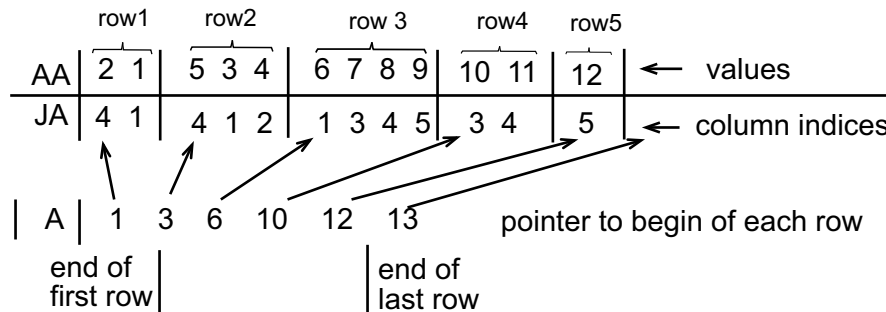 row1 row2 row 3 row4 row5
AA 2 1 5 3 4 6 7 8 9 10 11 12 values
JA 4 1 4 1 2 1 3 4 5 3 4 5 column indices
A 1 3 6 10 12 13 pointer to begin of each row
end of
first row
end of
last row